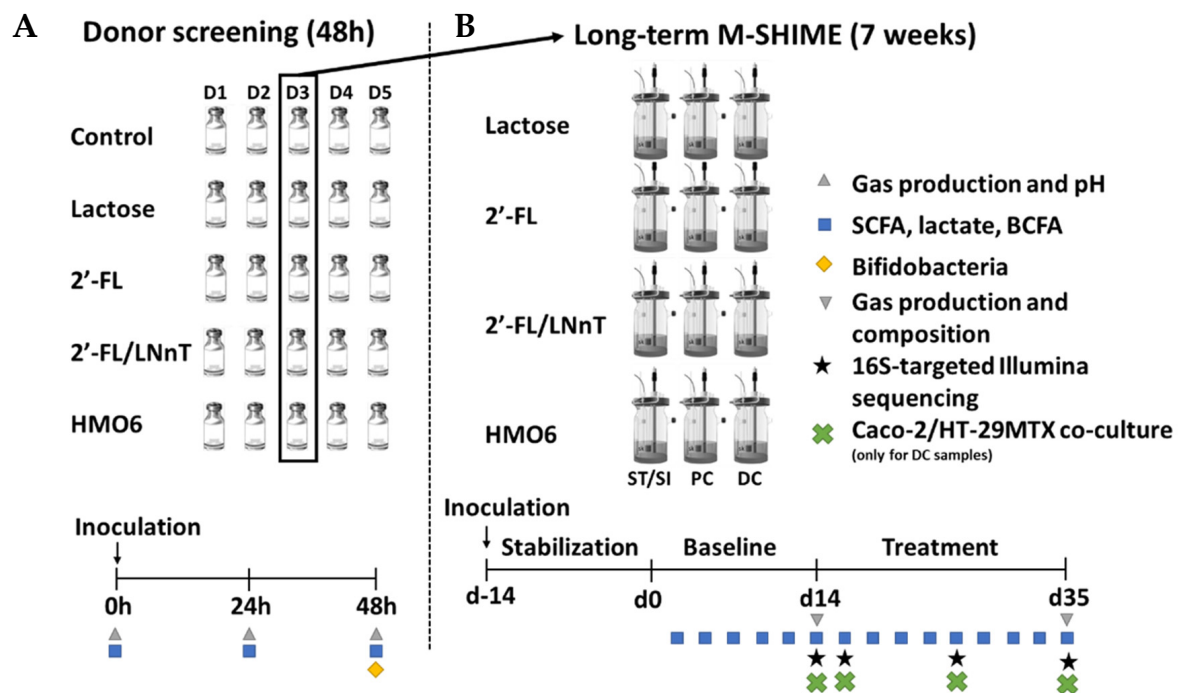 A
Donor screening (48h)
D1 D2 D3 D4 D5
Control
Lactose
2’-FL
2’-FL/LNnT
HMO6
Inoculation
0h 24h 48h
B
Long-term M-SHIME (7 weeks)
Lactose
2’-FL
2’-FL/LNnT
HMO6
ST/SI PC DC
Gas production and pH
SCFA, lactate, BCFA
Bifidobacteria
Gas production and
composition
16S-targeted Illumina
sequencing
Caco-2/HT-29MTX co-culture
(only for DC samples)
Inoculation
Stabilization Baseline Treatment
d-14 d0 d14 d35